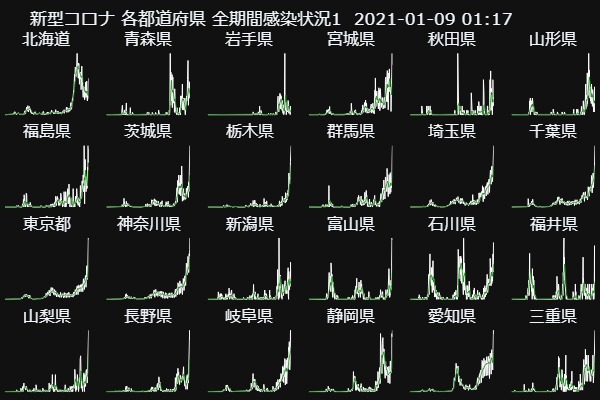 新型コロナ 各都道府県 全期間感染状況1 2021-01-09 01:17
北海道 青森県 岩手県 宮城県 秋田県 山形県
福島県 茨城県 栃木県 群馬県 埼玉県 千葉県
東京都 神奈川県 新潟県 富山県 石川県 福井県
山梨県 長野県 岐阜県 静岡県 愛知県 三重県